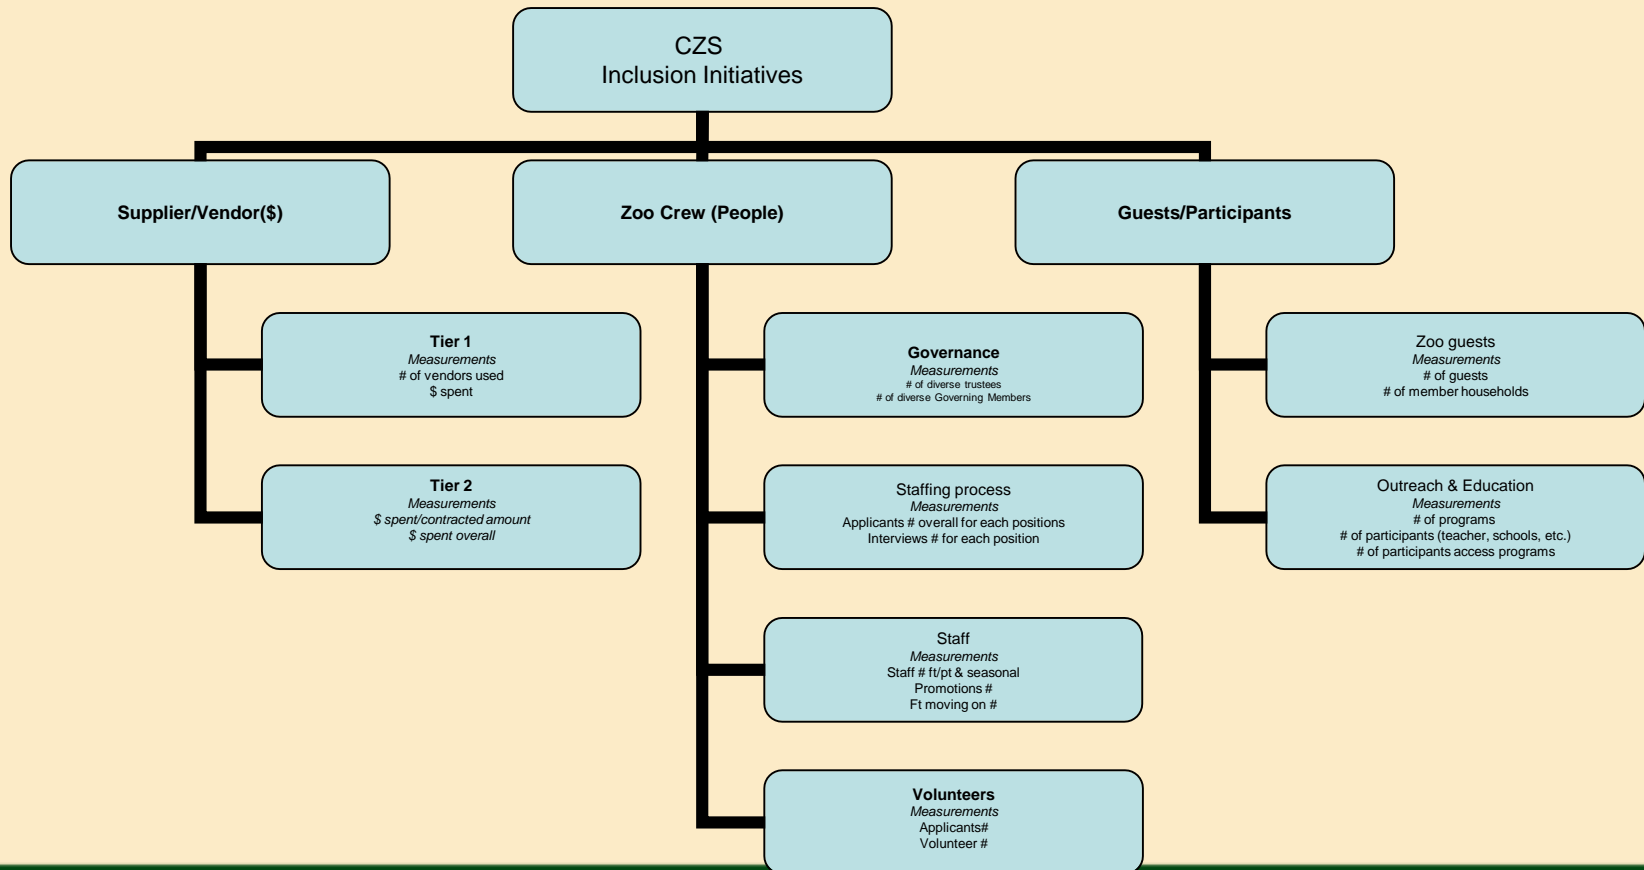 CZS
Inclusion Initiatives
Supplier/Vendor($)
Zoo Crew (People)
Guests/Participants
Tier 1
Measurements
# of vendors used
$ spent
Governance
Measurements
# of diverse trustees
# of diverse Governing Members
Zoo guests
Measurements
# of guests
# of member households
Tier 2
Measurements
$ spent/contracted amount
$ spent overall
Staffing process
Measurements
Applicants # overall for each positions
Interviews # for each position
Outreach & Education
Measurements
# of programs
# of participants (teacher, schools, etc.)
# of participants access programs
Staff
Measurements
Staff # ft/pt & seasonal
Promotions #
Ft moving on #
Volunteers
Measurements
Applicants#
Volunteer #